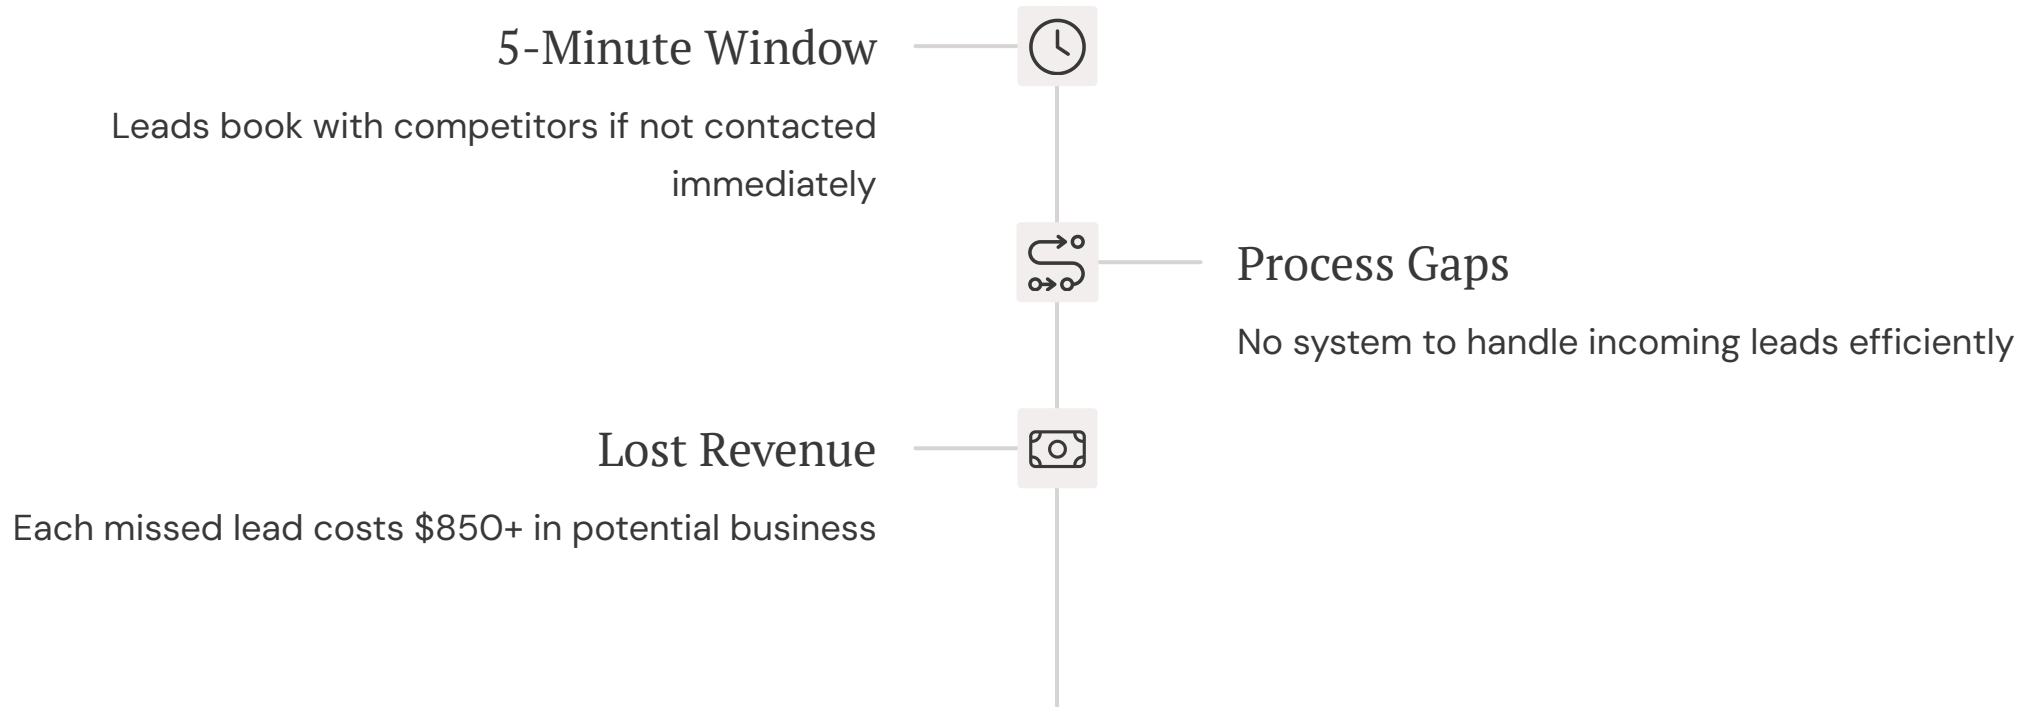 5-Minute Window
Leads book with competitors if not contacted
immediately
Process Gaps
No system to handle incoming leads efficiently
Lost Revenue
Each missed lead costs $850+ in potential business